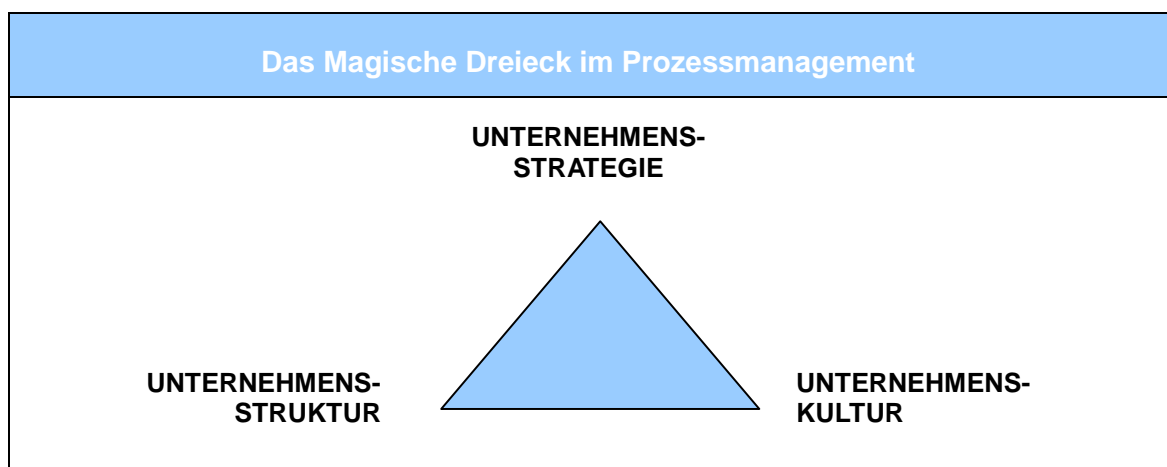 Das Magische Dreieck im Prozessmanagement
UNTERNEHMENS-
STRATEGIE
UNTERNEHMENS-
STRUKTUR
UNTERNEHMENS-
KULTUR